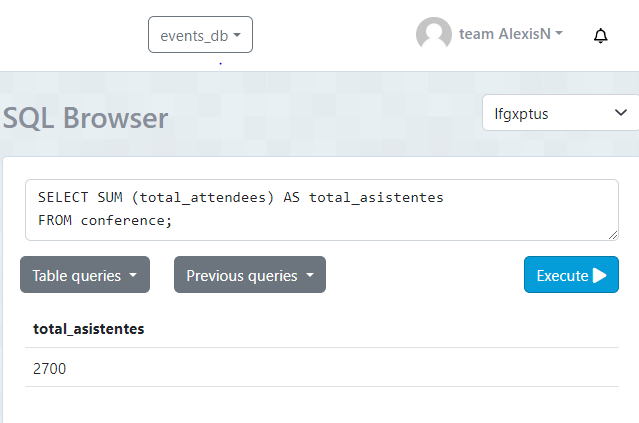 events_db
team AlexisN
SQL Browser
lfgxptus
SELECT SUM (total_attendees) AS total_asistentes
FROM conference;
Table queries
Previous queries
Execute
total_asistentes
2700